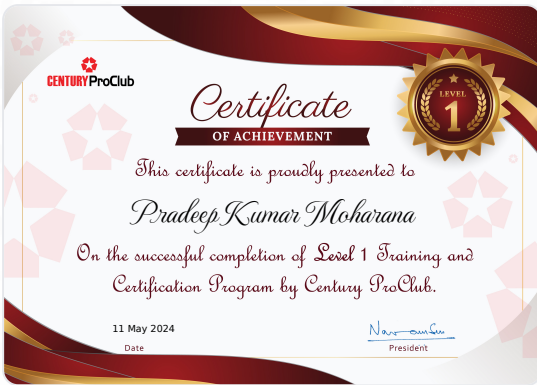 CENTURY ProClub
Certificate
OF ACHIEVEMENT
LEVEL
1
This certificate is proudly presented to
Pradeep Kumar Moharana
On the successful completion of Level 1 Training and
Certification Program by Century ProClub.
11 May 2024
Date
President